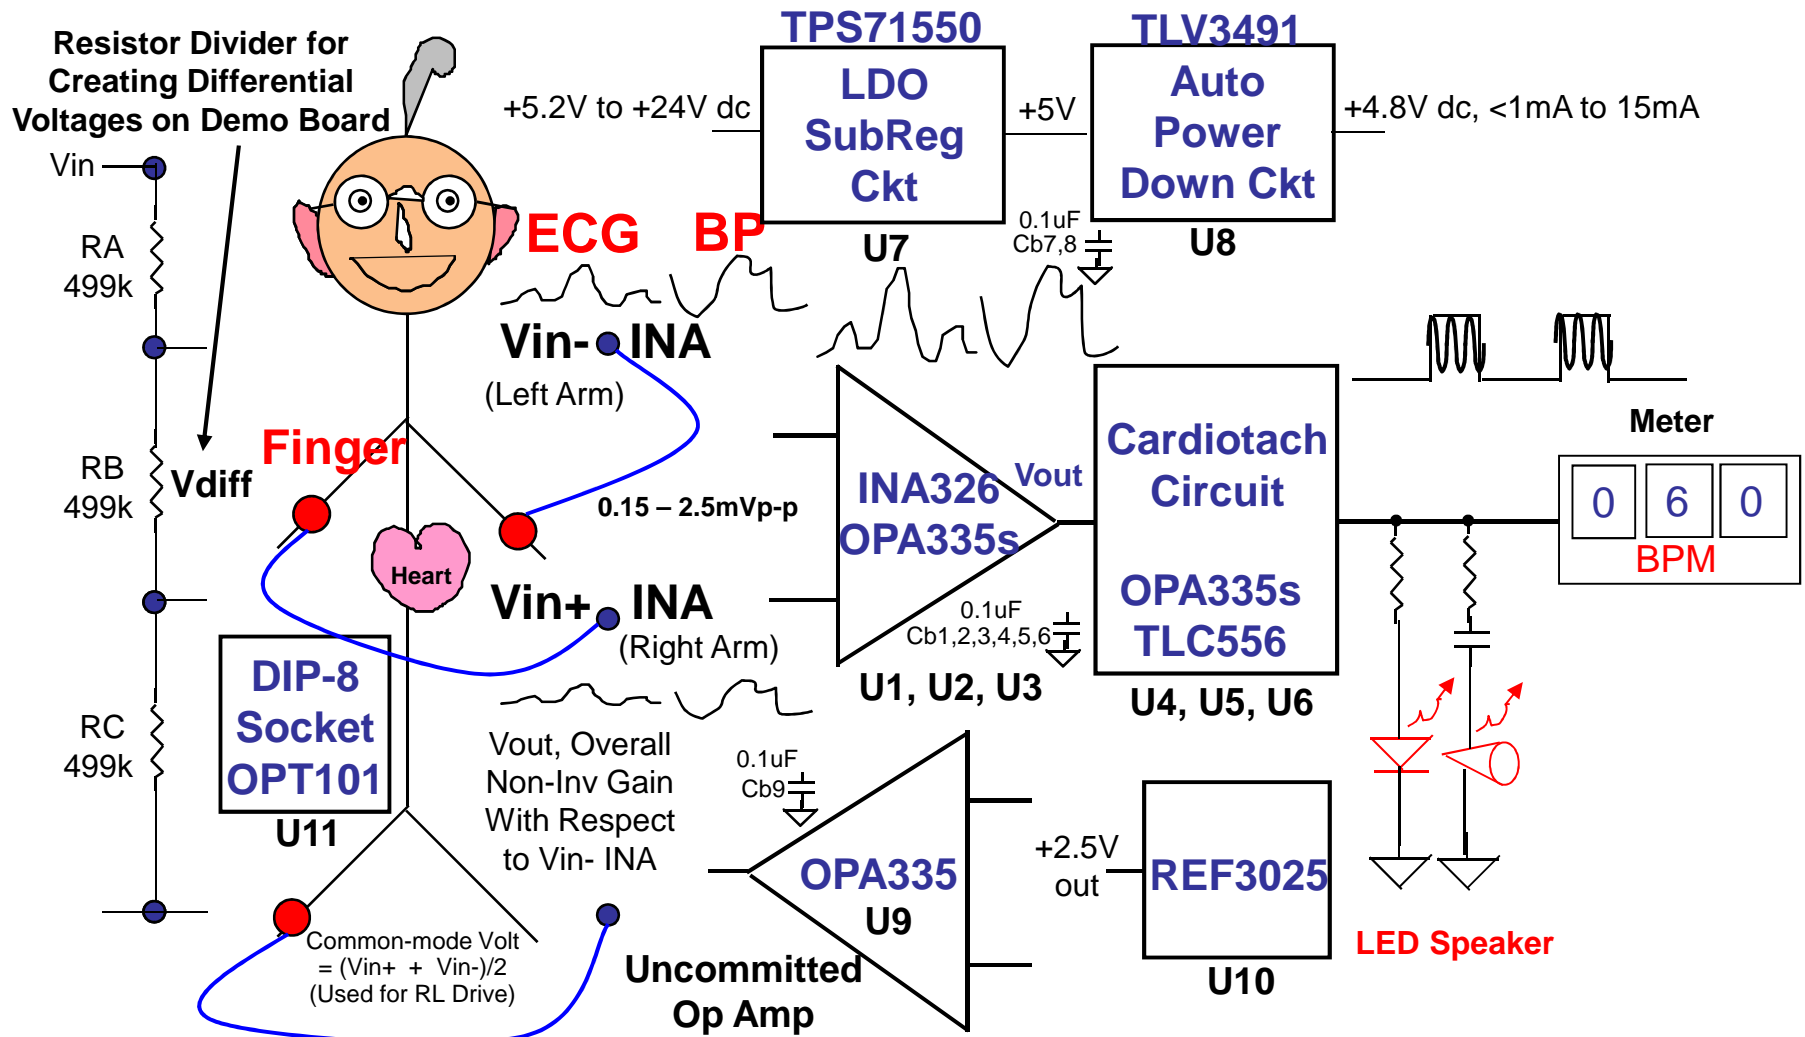 Resistor Divider for
Creating Differential
Voltages on Demo Board
Vin
RA
499k
RB
499k
Vdiff
RC
499k
TPS71550
LDO
SubReg
Ckt
U7
+5.2V to +24V dc
+5V
TLV3491
Auto
Power
Down Ckt
U8
+4.8V dc, <1mA to 15mA
0.1uF
Cb7,8
ECG
BP
Vin- INA
(Left Arm)
Finger
0.15 – 2.5mVp-p
Heart
Vin+ INA
(Right Arm)
INA326
OPA335s
Vout
0.1uF
Cb1,2,3,4,5,6
U1, U2, U3
Cardiotach
Circuit
OPA335s
TLC556
U4, U5, U6
Meter
0 6 0
BPM
DIP-8
Socket
OPT101
U11
Vout, Overall
Non-Inv Gain
With Respect
to Vin- INA
0.1uF
Cb9
OPA335
U9
Uncommitted
Op Amp
+2.5V
out
REF3025
U10
LED Speaker
Common-mode Volt
= (Vin+ + Vin-)/2
(Used for RL Drive)